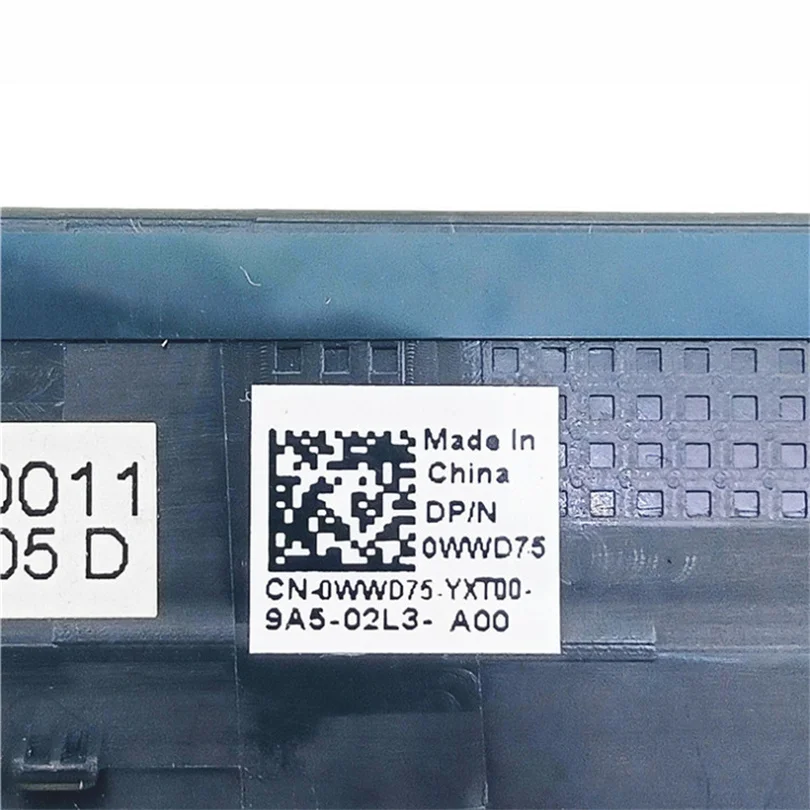 0011
05 D
Made In
China
DP/N
0WWD75
CN-0WWD75-YXT00-
9A5-02L3- A00